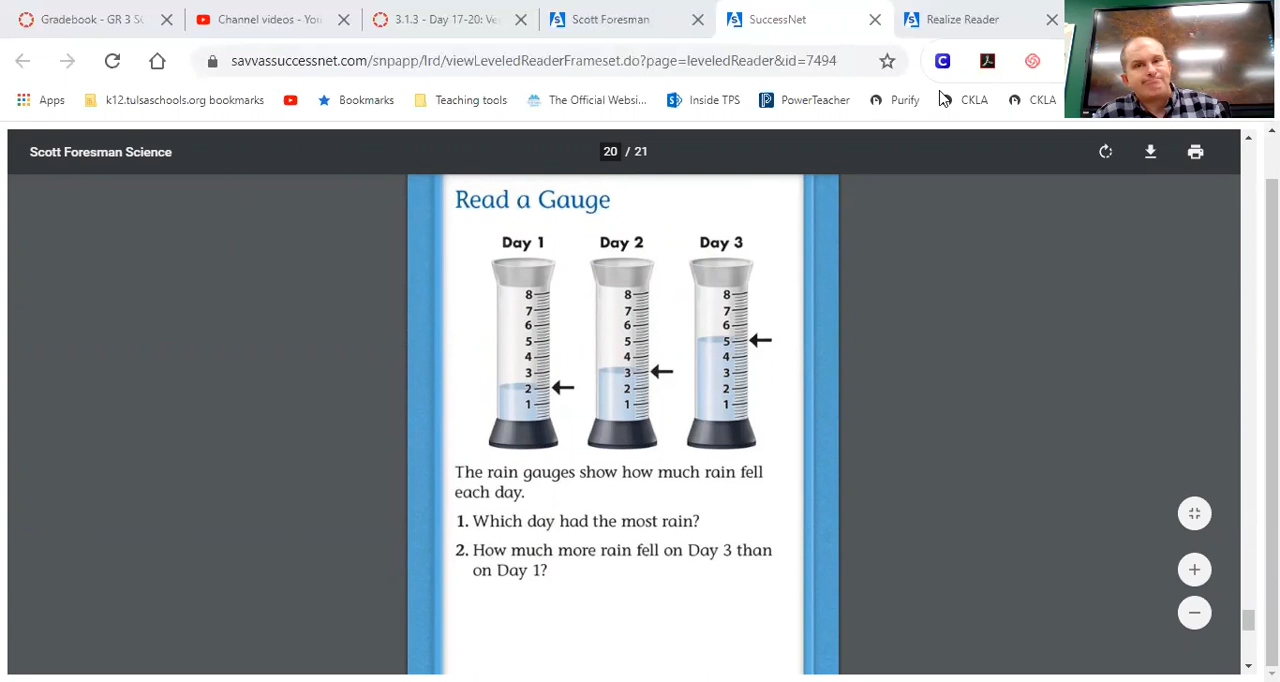 Gradebook - GR 3 Sc
Channel videos - You
3.1.3 - Day 17-20: Ve
Scott Foresman
SuccessNet
Realize Reader
savvassuccessnet.com/snpapp/lrd/viewLeveledReaderFrameset.do?page=leveledReader&id=7494
C
Apps
k12.tulsaschools.org bookmarks
Bookmarks
Teaching tools
The Official Websi...
Inside TPS
PowerTeacher
Purify
CKLA
CKLA
Scott Foresman Science
20 / 21
Read a Gauge
Day 1 Day 2 Day 3
8 8 8
7 7 7
6 6 6
5 5 5
4 4 4
3 3 3
2 2 2
1 1 1
The rain gauges show how much rain fell
each day.
1. Which day had the most rain?
2. How much more rain fell on Day 3 than
on Day 1?